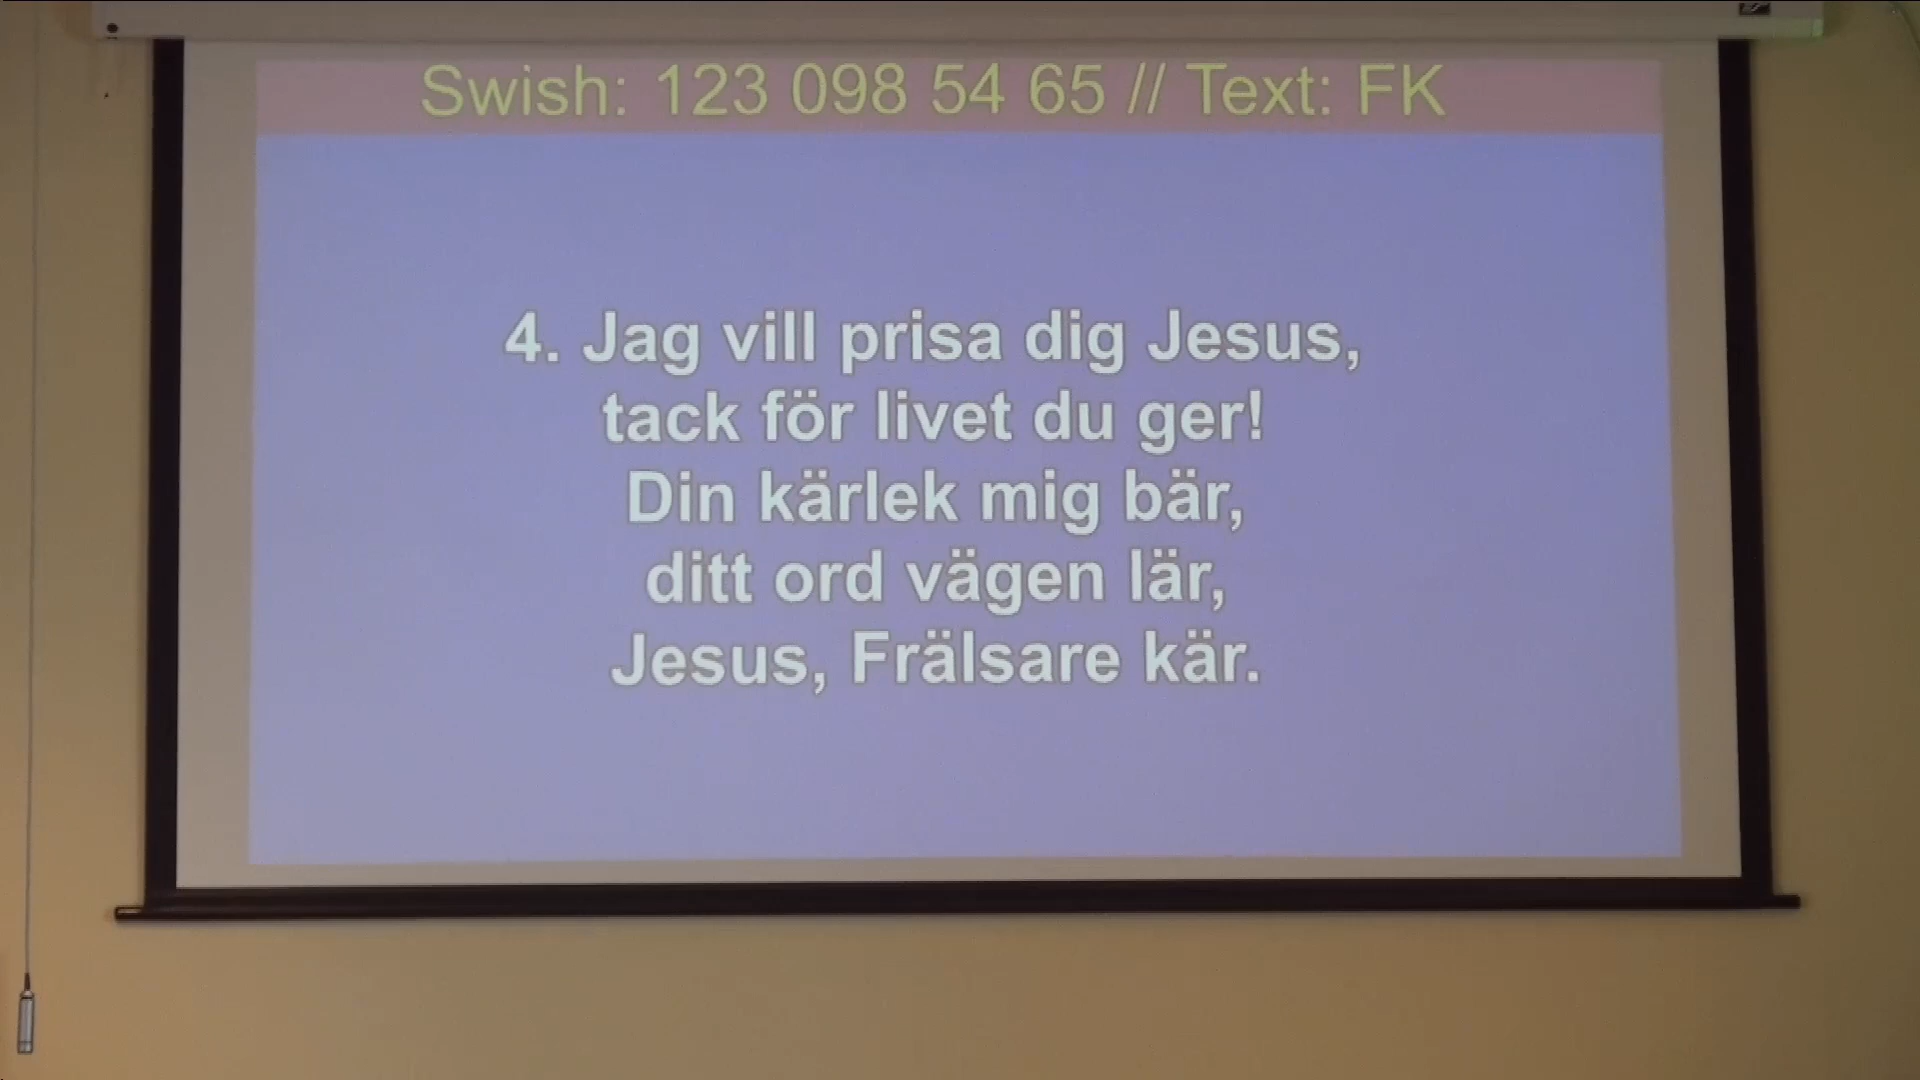 Swish: 123 098 54 65 // Text: FK
4. Jag vill prisa dig Jesus,
tack för livet du ger!
Din kärlek mig bär,
ditt ord vägen lär,
Jesus, Frälsare kär.